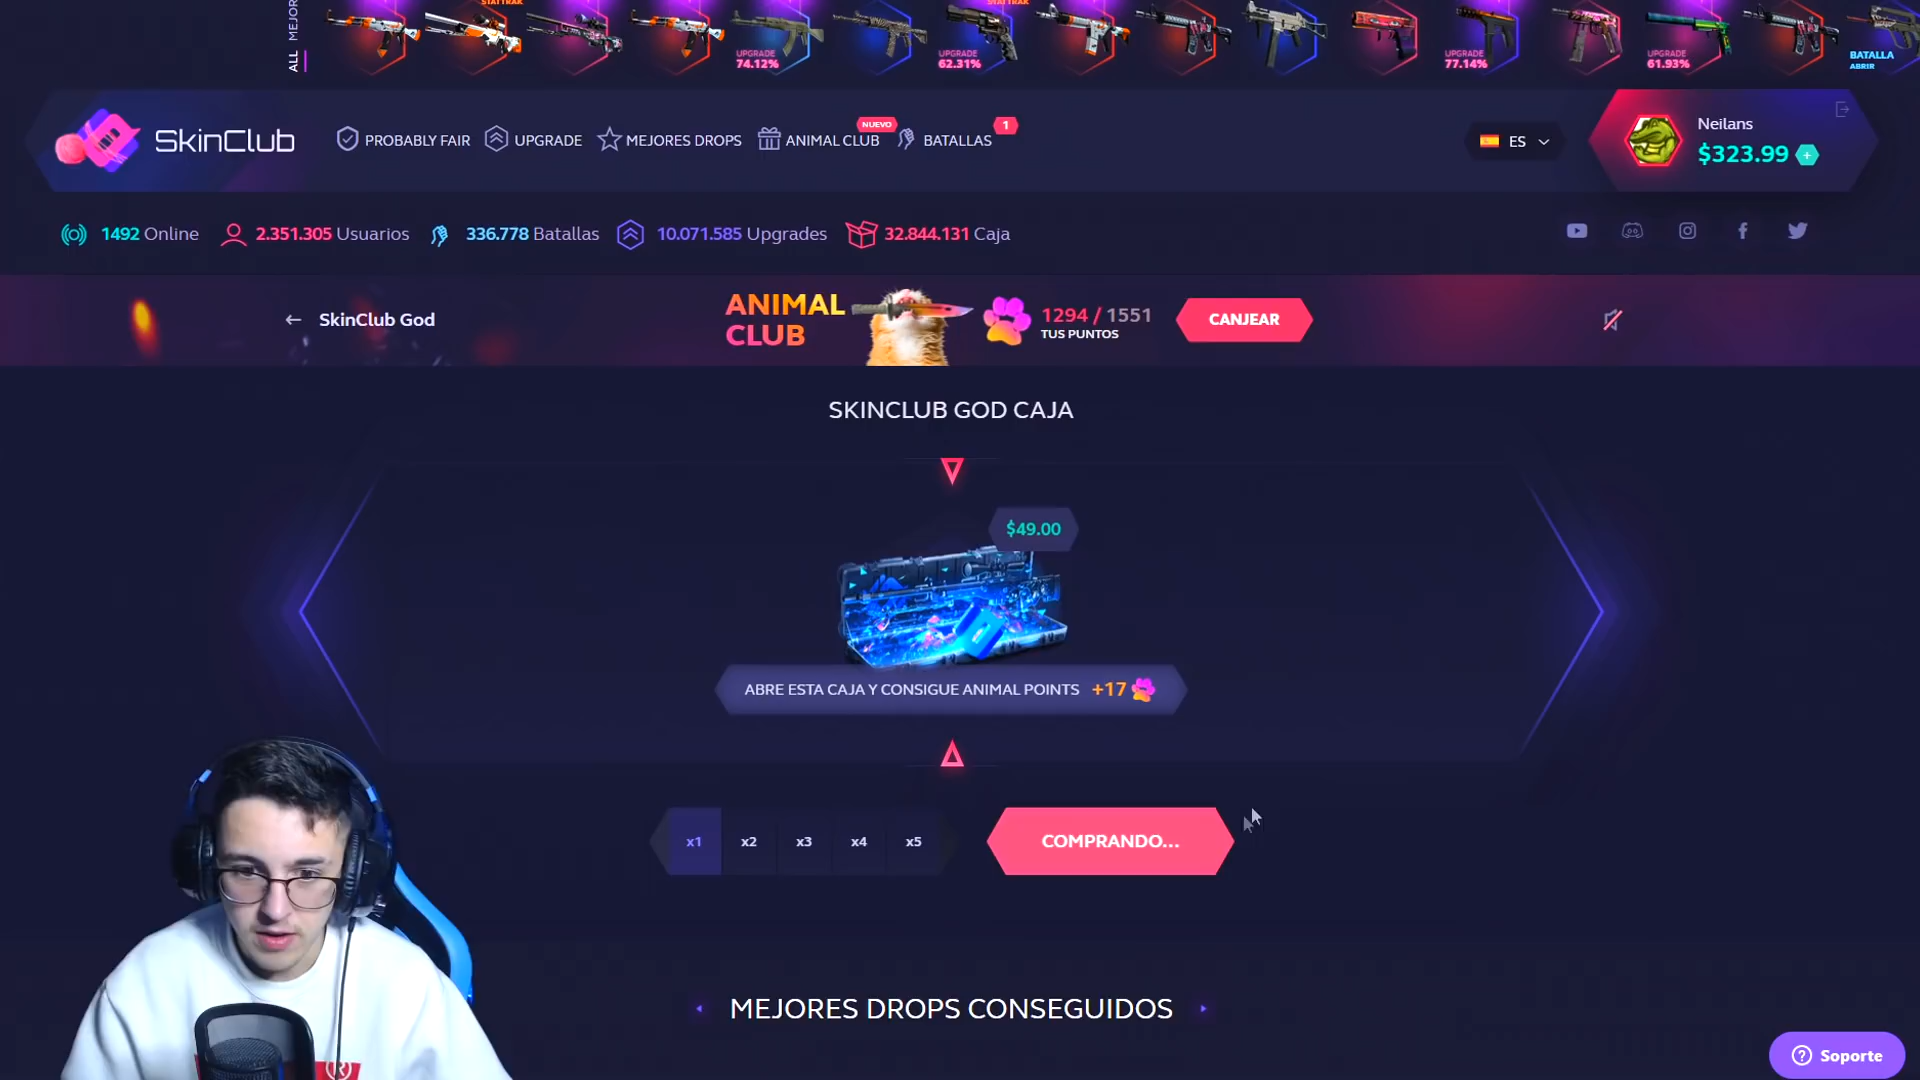 ALL
MEJOR
STATTRAK
STATTRAK
UPGRADE
74.12%
UPGRADE
62.31%
UPGRADE
77.14%
UPGRADE
61.93%
BATALLA
ABRIR
SKINCLUB
PROBABLY FAIR
UPGRADE
MEJORES DROPS
NUEVO
ANIMAL CLUB
BATALLAS
1
ES
Neilans
$323.99
1492 Online
2.351.305 Usuarios
336.778 Batallas
10.071.585 Upgrades
32.844.131 Caja
← SkinClub God
ANIMAL
CLUB
1294 / 1551
TUS PUNTOS
CANJEAR
SKINCLUB GOD CAJA
$49.00
ABRE ESTA CAJA Y CONSIGUE ANIMAL POINTS +17
x1 x2 x3 x4 x5
COMPRANDO...
MEJORES DROPS CONSEGUIDOS
Soporte